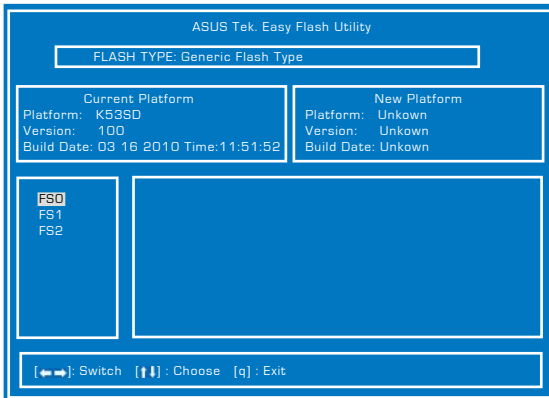 ASUS Tek. Easy Flash Utility
FLASH TYPE: Generic Flash Type
Current Platform
Platform: K53SD
Version: 100
Build Date: 03 16 2010 Time:11:51:52
New Platform
Platform: Unkown
Version: Unkown
Build Date: Unkown
FS0
FS1
FS2
[←→]: Switch [↑↓] : Choose [q] : Exit